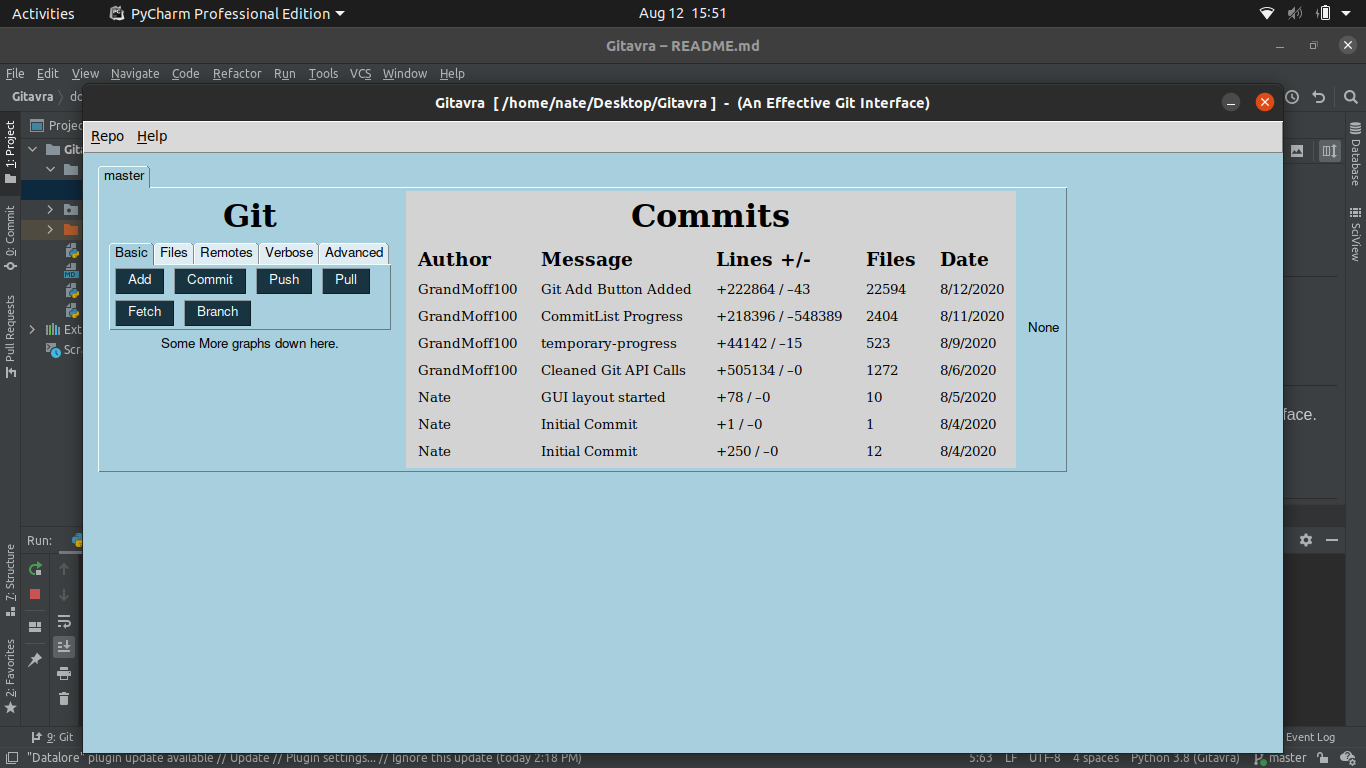 Activities PyCharm Professional Edition Aug 12 15:51
Gitavra – README.md
File Edit View Navigate Code Refactor Run Tools VCS Window Help
Gitavra
Gitavra [ /home/nate/Desktop/Gitavra ] - (An Effective Git Interface)
Repo Help
1: Project
0: Commit
Pull Requests
7: Structure
2: Favorites
Database
SciView
master
Git
Basic Files Remotes Verbose Advanced
Add Commit Push Pull
Fetch Branch
Some More graphs down here.
Commits
Author Message Lines +/- Files Date
GrandMoff100 Git Add Button Added +222864 / –43 22594 8/12/2020
GrandMoff100 CommitList Progress +218396 / –548389 2404 8/11/2020
GrandMoff100 temporary-progress +44142 / –15 523 8/9/2020
GrandMoff100 Cleaned Git API Calls +505134 / –0 1272 8/6/2020
Nate GUI layout started +78 / –0 10 8/5/2020
Nate Initial Commit +1 / –0 1 8/4/2020
Nate Initial Commit +250 / –0 12 8/4/2020
None
face.
Run:
9: Git Event Log
"Datalore" plugin update available // Update // Plugin settings... // Ignore this update (today 2:18 PM) 5:63 LF UTF-8 4 spaces Python 3.8 (Gitavra) master